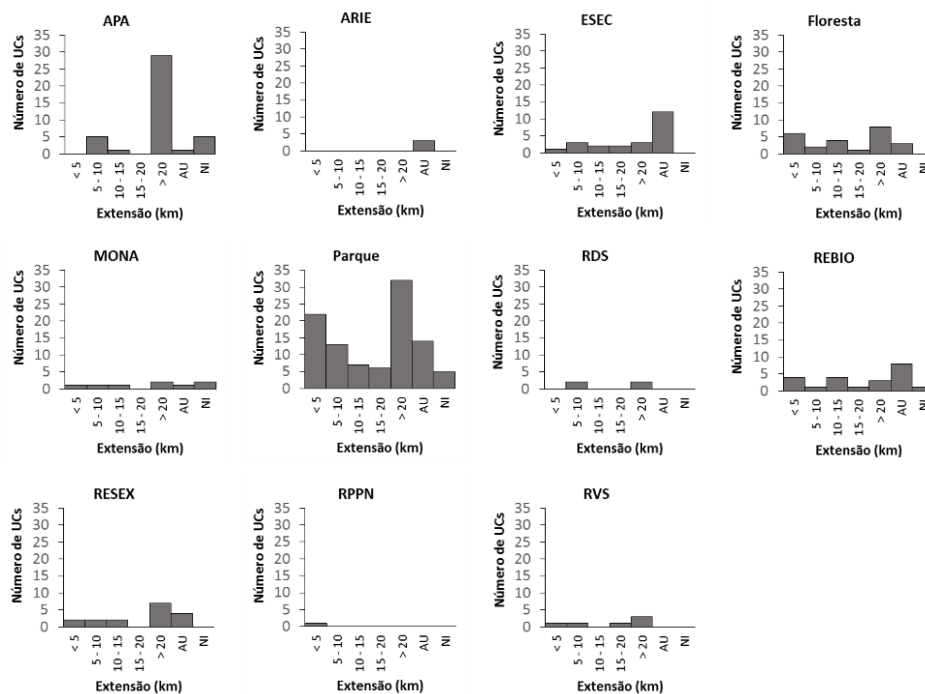 APA
Número de UCs
35
30
25
20
15
10
5
0
< 5
5 - 10
10 - 15
15 - 20
> 20
AU
NI
Extensão (km)
ARIE
Número de UCs
35
30
25
20
15
10
5
0
< 5
5 - 10
10 - 15
15 - 20
> 20
AU
NI
Extensão (km)
ESEC
Número de UCs
35
30
25
20
15
10
5
0
< 5
5 - 10
10 - 15
15 - 20
> 20
AU
NI
Extensão (km)
Floresta
Número de UCs
35
30
25
20
15
10
5
0
< 5
5 - 10
10 - 15
15 - 20
> 20
AU
NI
Extensão (km)
MONA
Número de UCs
35
30
25
20
15
10
5
0
< 5
5 - 10
10 - 15
15 - 20
> 20
AU
NI
Extensão (km)
Parque
Número de UCs
35
30
25
20
15
10
5
0
< 5
5 - 10
10 - 15
15 - 20
> 20
AU
NI
Extensão (km)
RDS
Número de UCs
35
30
25
20
15
10
5
0
< 5
5 - 10
10 - 15
15 - 20
> 20
AU
NI
Extensão (km)
REBIO
Número de UCs
35
30
25
20
15
10
5
0
< 5
5 - 10
10 - 15
15 - 20
> 20
AU
NI
Extensão (km)
RESEX
Número de UCs
35
30
25
20
15
10
5
0
< 5
5 - 10
10 - 15
15 - 20
> 20
AU
NI
Extensão (km)
RPPN
Número de UCs
35
30
25
20
15
10
5
0
< 5
5 - 10
10 - 15
15 - 20
> 20
AU
NI
Extensão (km)
RVS
Número de UCs
35
30
25
20
15
10
5
0
< 5
5 - 10
10 - 15
15 - 20
> 20
AU
NI
Extensão (km)